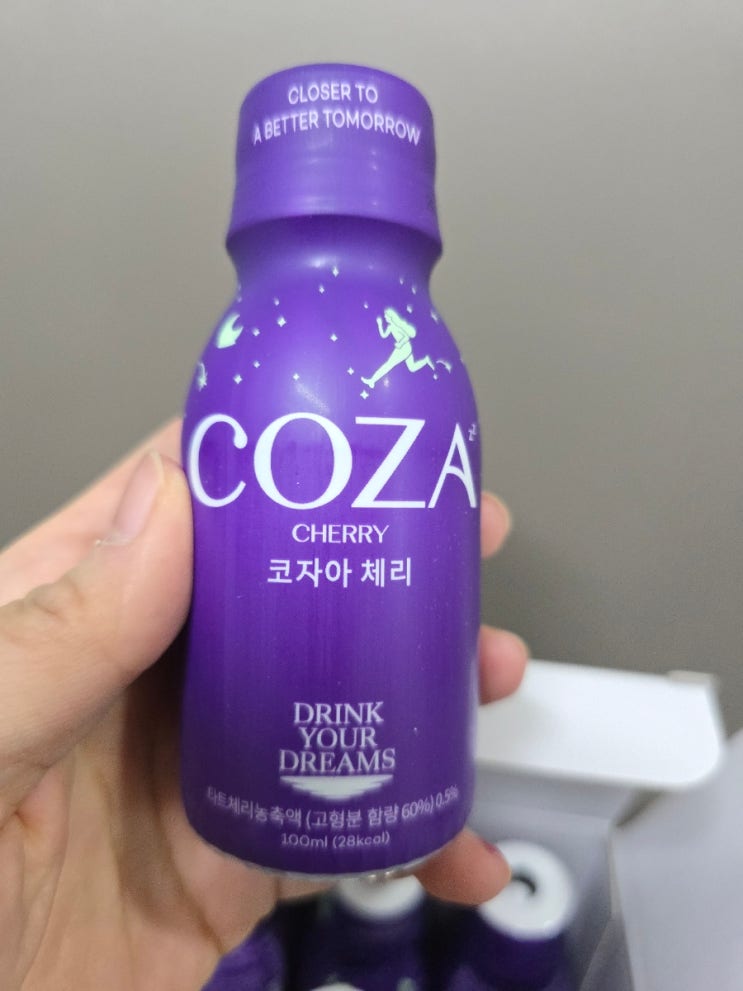 CLOSER TO
A BETTER TOMORROW
COZA zz
CHERRY
코자아 체리
DRINK
YOUR
DREAMS
타트체리농축액 (고형분 함량 60%) 0.5%
100ml (28kcal)